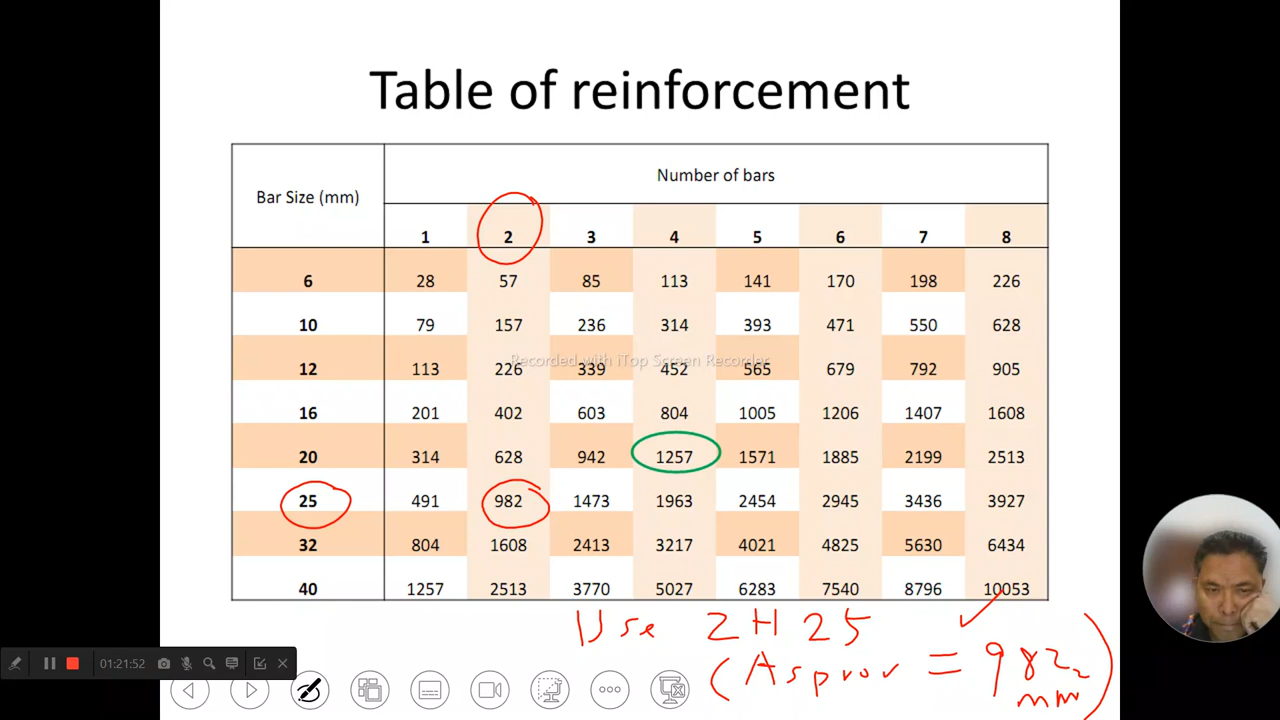 Table of reinforcement
Bar Size (mm)
Number of bars
1 2 3 4 5 6 7 8
6 28 57 85 113 141 170 198 226
10 79 157 236 314 393 471 550 628
Recorded with iTop Screen Recorder
12 113 226 339 452 565 679 792 905
16 201 402 603 804 1005 1206 1407 1608
20 314 628 942 1257 1571 1885 2199 2513
25 491 982 1473 1963 2454 2945 3436 3927
32 804 1608 2413 3217 4021 4825 5630 6434
40 1257 2513 3770 5027 6283 7540 8796 10053
Use 2H25
(As prov = 982 mm²)
01:21:52